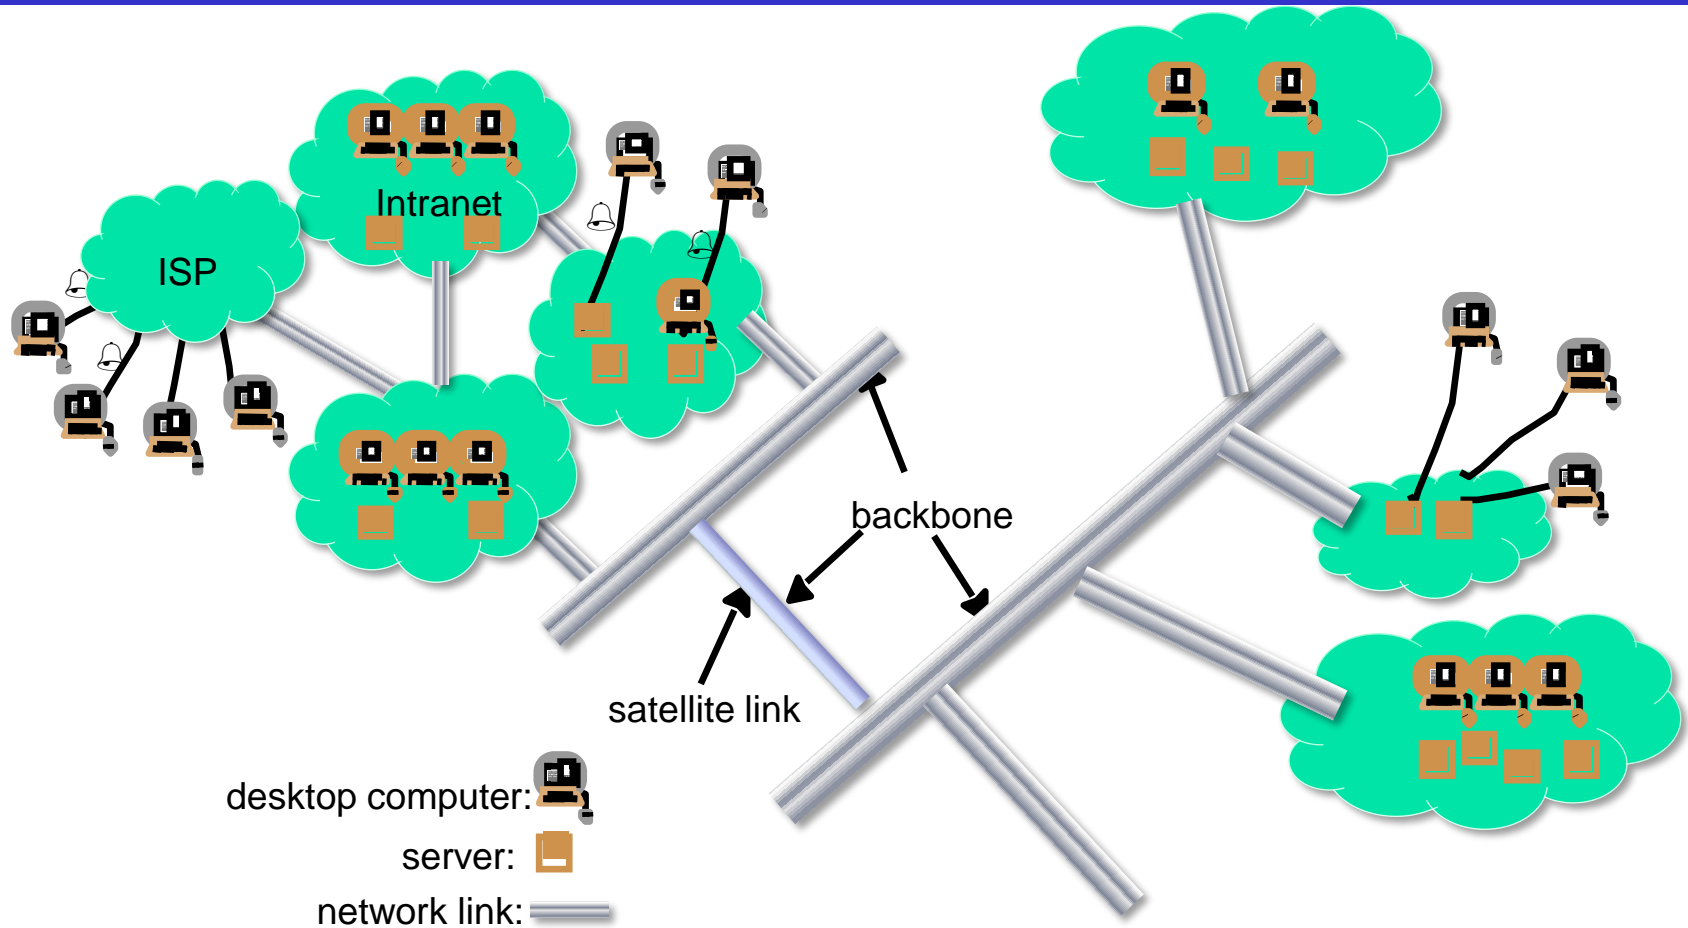 Intranet
ISP
backbone
satellite link
desktop computer:
server:
network link: